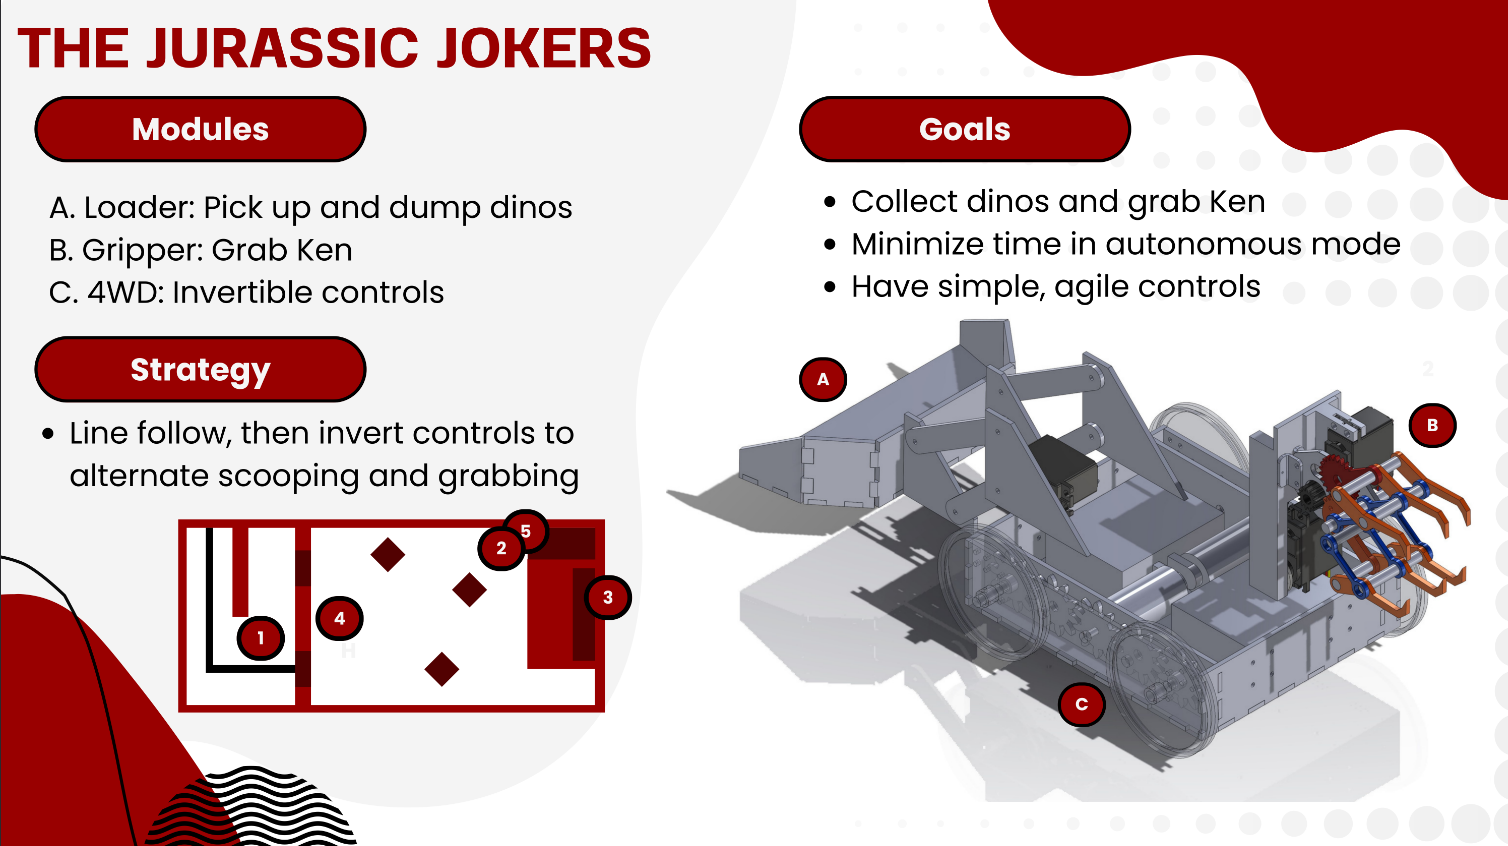 THE JURASSIC JOKERS
Modules
A. Loader: Pick up and dump dinos
B. Gripper: Grab Ken
C. 4WD: Invertible controls
Strategy
Line follow, then invert controls to
alternate scooping and grabbing
5
2
3
4
1
H
Goals
Collect dinos and grab Ken
Minimize time in autonomous mode
Have simple, agile controls
2
A
B
C